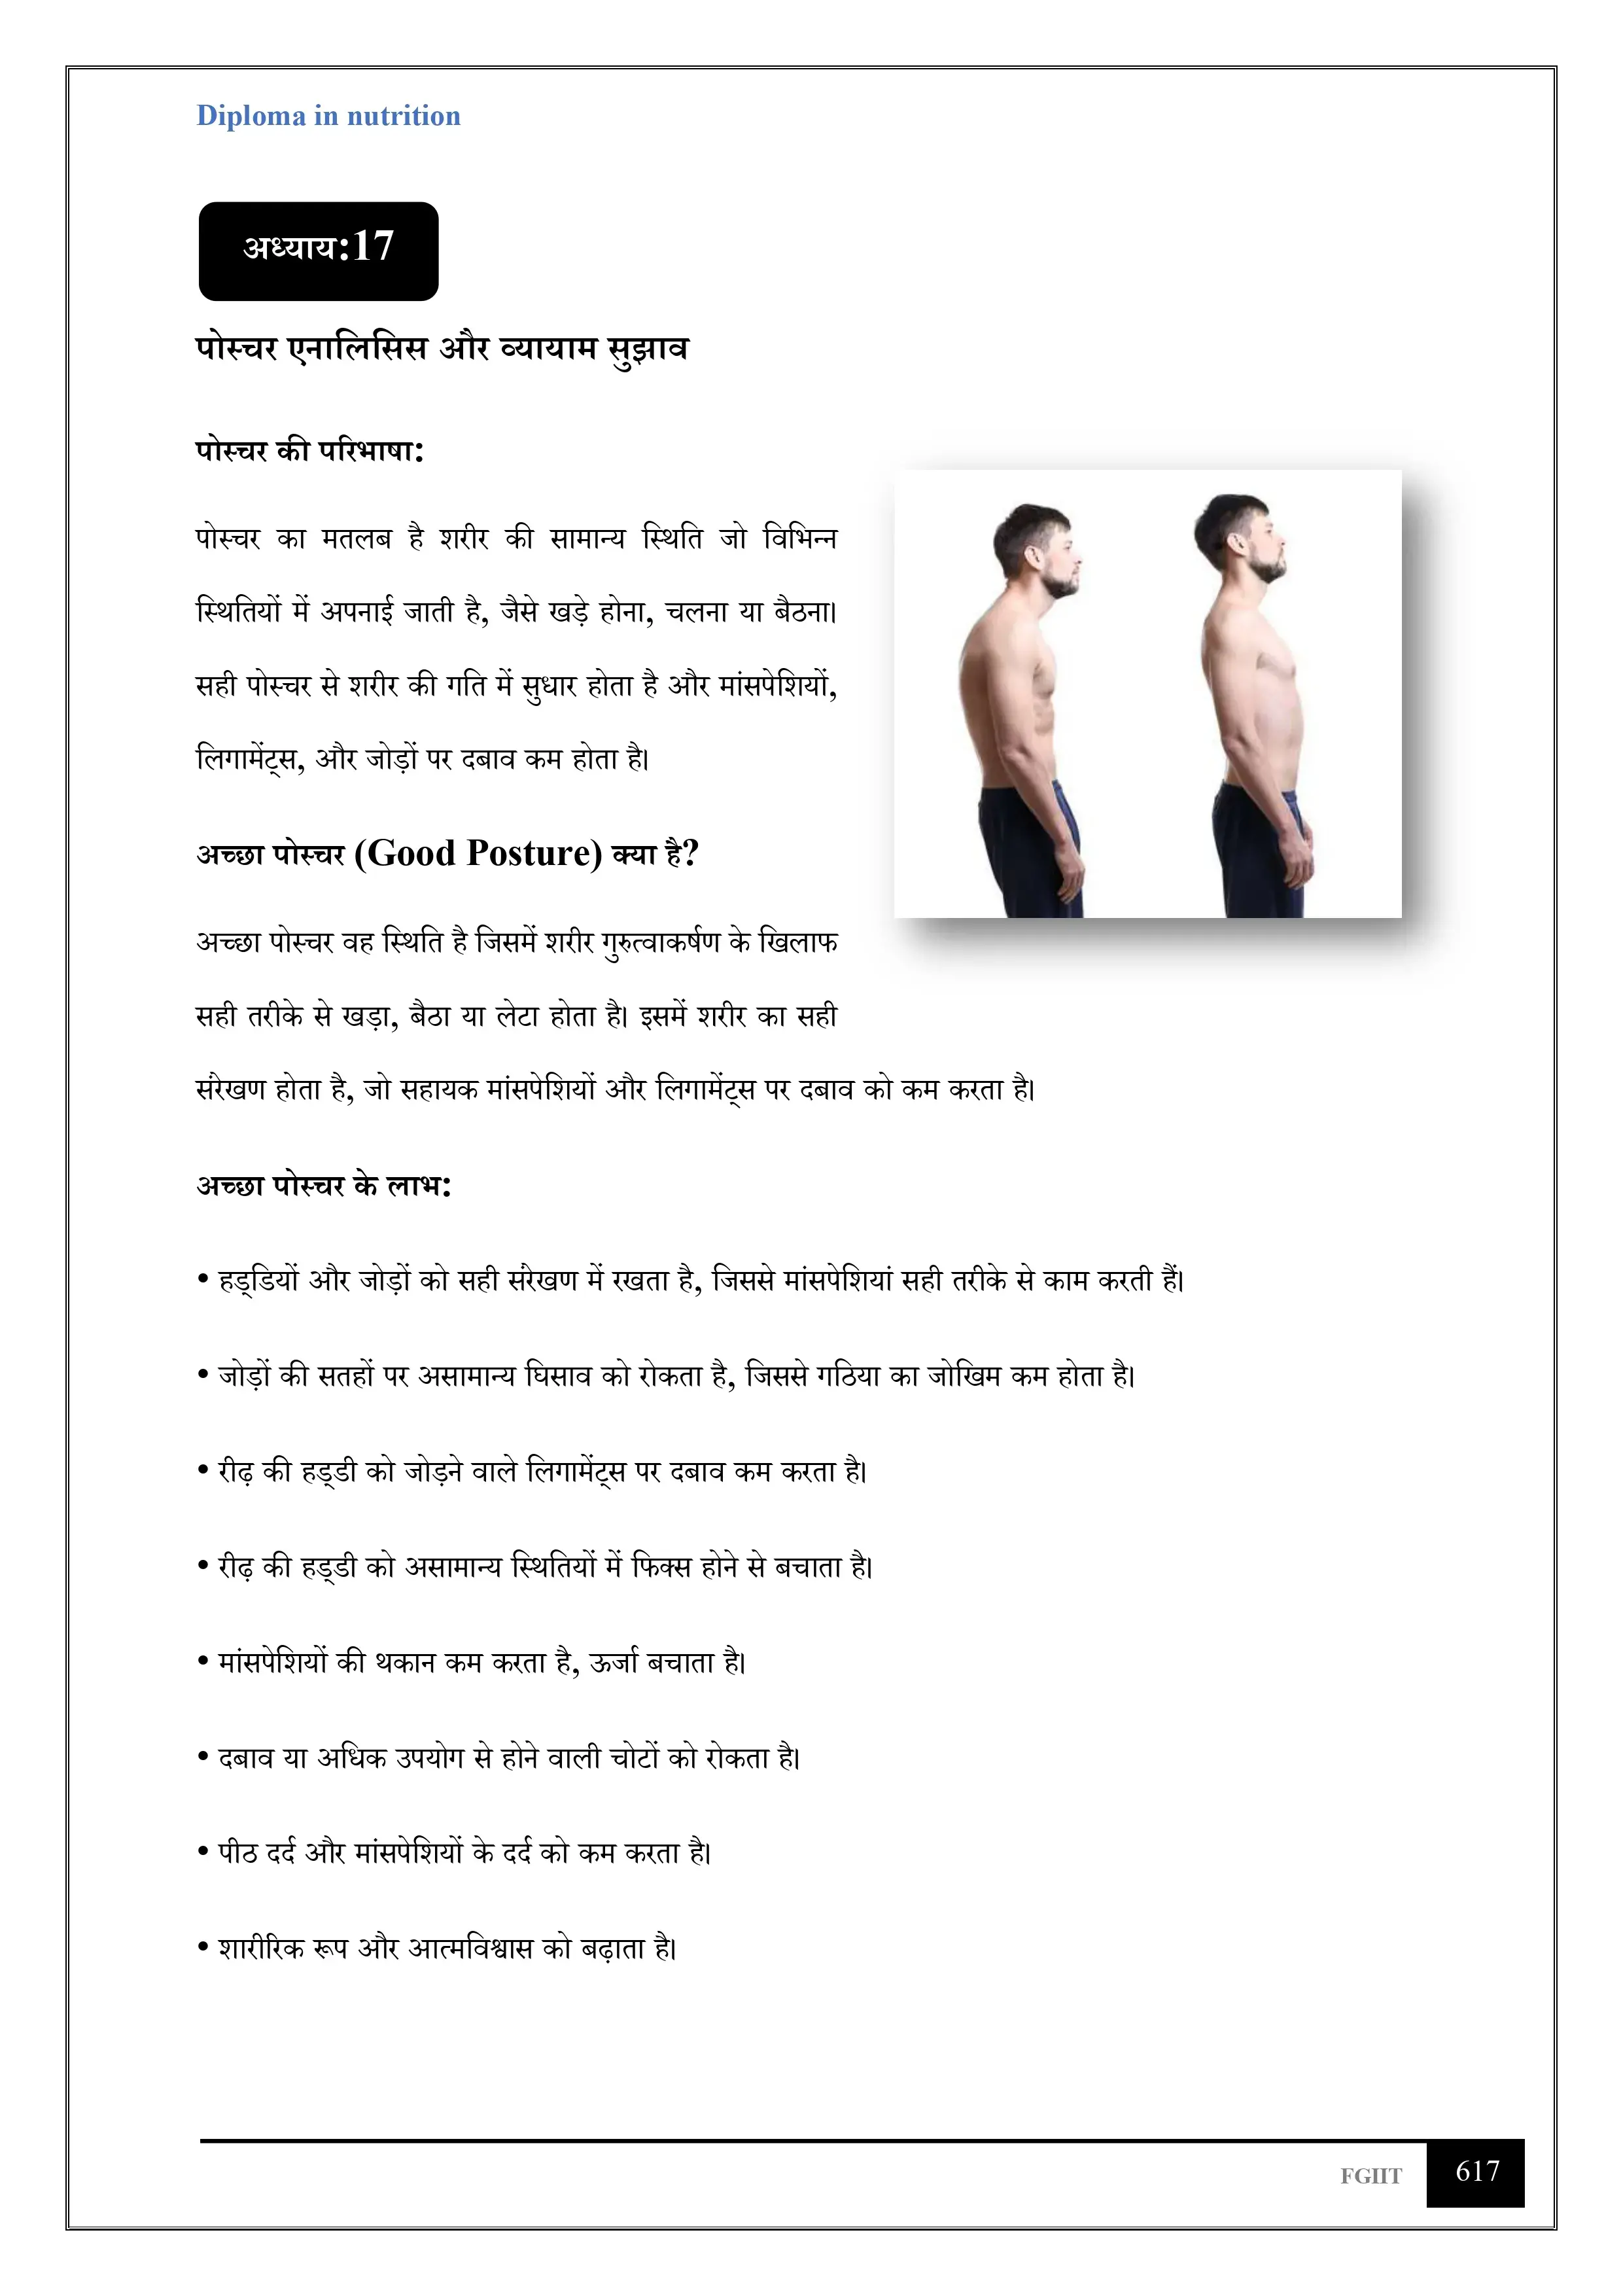 Diploma in nutrition
अध्याय:17
पोस्चर एनालिसिस और व्यायाम सुझाव
पोस्चर की परिभाषा:
पोस्चर का मतलब है शरीर की सामान्य स्थिति जो विभिन्न
स्थितियों में अपनाई जाती है, जैसे खड़े होना, चलना या बैठना।
सही पोस्चर से शरीर की गति में सुधार होता है और मांसपेशियों,
लिगामेंट्स, और जोड़ों पर दबाव कम होता है।
अच्छा पोस्चर (Good Posture) क्या है?
अच्छा पोस्चर वह स्थिति है जिसमें शरीर गुरुत्वाकर्षण के खिलाफ
सही तरीके से खड़ा, बैठा या लेटा होता है। इसमें शरीर का सही
संरेखण होता है, जो सहायक मांसपेशियों और लिगामेंट्स पर दबाव को कम करता है।
अच्छा पोस्चर के लाभ:
• हड्डियों और जोड़ों को सही संरेखण में रखता है, जिससे मांसपेशियां सही तरीके से काम करती हैं।
• जोड़ों की सतहों पर असामान्य घिसाव को रोकता है, जिससे गठिया का जोखिम कम होता है।
• रीढ़ की हड्डी को जोड़ने वाले लिगामेंट्स पर दबाव कम करता है।
• रीढ़ की हड्डी को असामान्य स्थितियों में फिक्स होने से बचाता है।
• मांसपेशियों की थकान कम करता है, ऊर्जा बचाता है।
• दबाव या अधिक उपयोग से होने वाली चोटों को रोकता है।
• पीठ दर्द और मांसपेशियों के दर्द को कम करता है।
• शारीरिक रूप और आत्मविश्वास को बढ़ाता है।
FGIIT 617